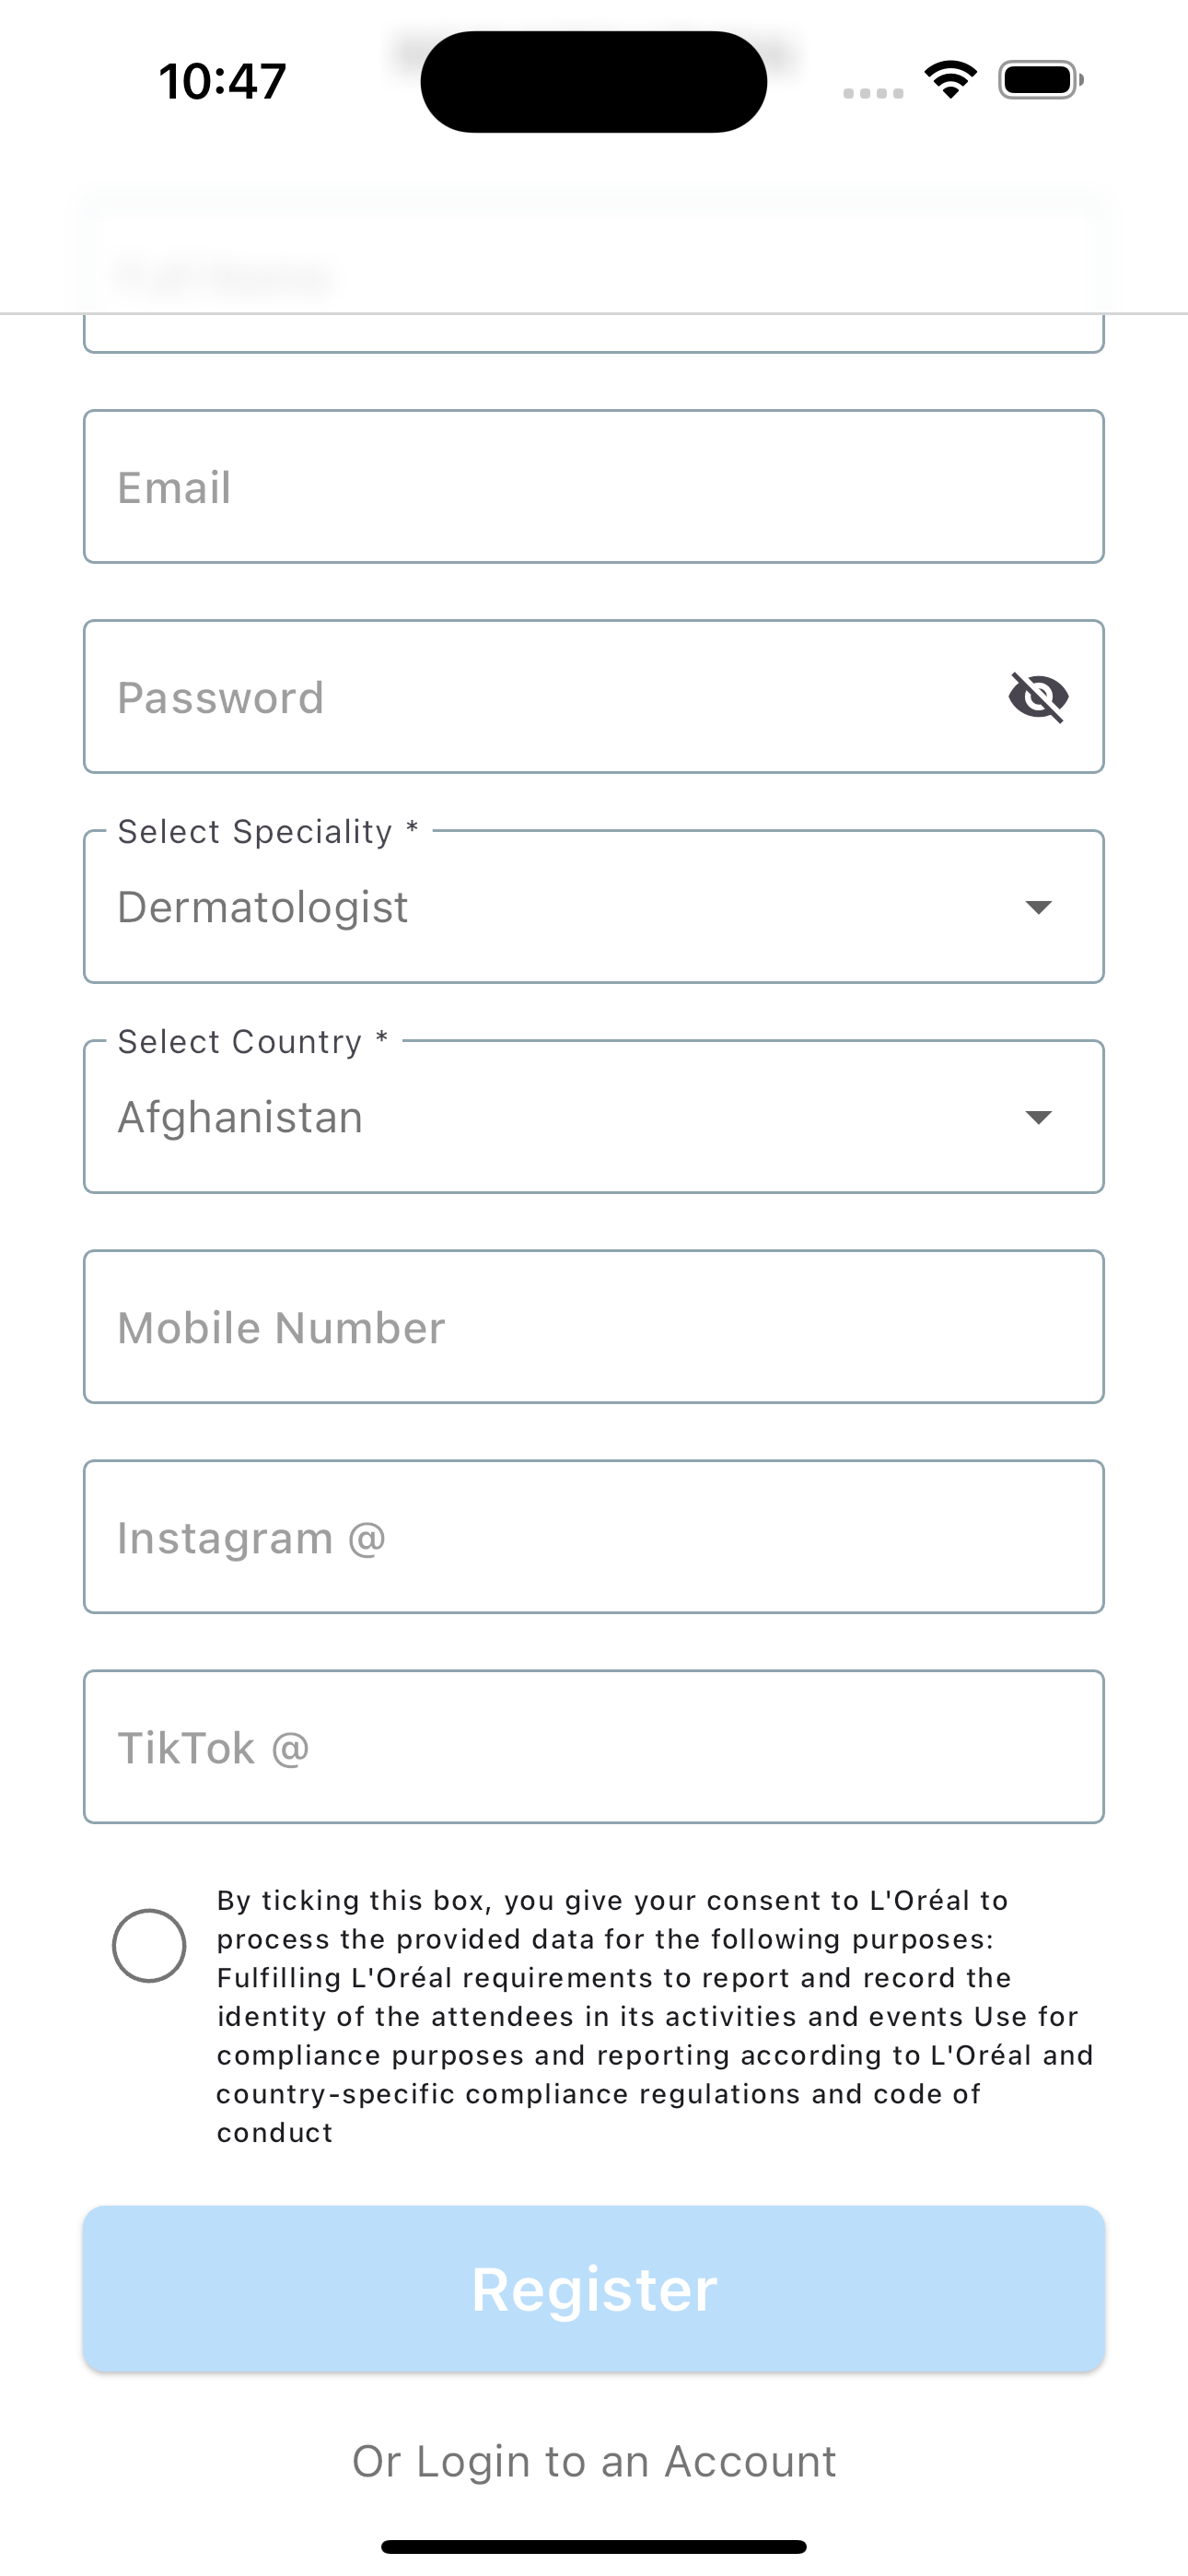 10:47
Email
Password
Select Speciality *
Dermatologist
Select Country *
Afghanistan
Mobile Number
Instagram @
TikTok @
By ticking this box, you give your consent to L'Oréal to
process the provided data for the following purposes:
Fulfilling L'Oréal requirements to report and record the
identity of the attendees in its activities and events Use for
compliance purposes and reporting according to L'Oréal and
country-specific compliance regulations and code of
conduct
Register
Or Login to an Account